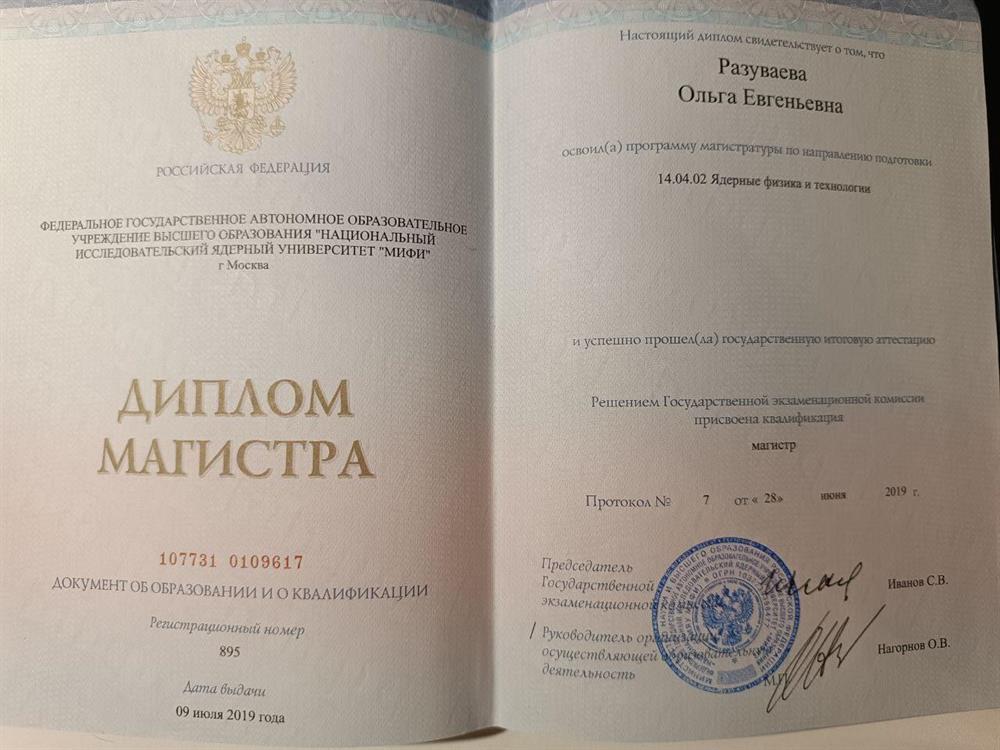 РОССИЙСКАЯ ФЕДЕРАЦИЯ
ФЕДЕРАЛЬНОЕ ГОСУДАРСТВЕННОЕ АВТОНОМНОЕ ОБРАЗОВАТЕЛЬНОЕ
УЧРЕЖДЕНИЕ ВЫСШЕГО ОБРАЗОВАНИЯ "НАЦИОНАЛЬНЫЙ
ИССЛЕДОВАТЕЛЬСКИЙ ЯДЕРНЫЙ УНИВЕРСИТЕТ "МИФИ"
г Москва
ДИПЛОМ
МАГИСТРА
107731 0109617
ДОКУМЕНТ ОБ ОБРАЗОВАНИИ И О КВАЛИФИКАЦИИ
Регистрационный номер
895
Дата выдачи
09 июля 2019 года
Настоящий диплом свидетельствует о том, что
Разуваева
Ольга Евгеньевна
освоил(а) программу магистратуры по направлению подготовки
14.04.02 Ядерные физика и технологии
и успешно прошел(ла) государственную итоговую аттестацию
Решением Государственной экзаменационной комиссии
присвоена квалификация
магистр
Протокол № 7 от « 28» июня 2019 г.
Председатель
Государственной
экзаменационной комиссии
Иванов С.В.
/ Руководитель организации,
осуществляющей образовательную
деятельность
Нагорнов О.В.
М.П.